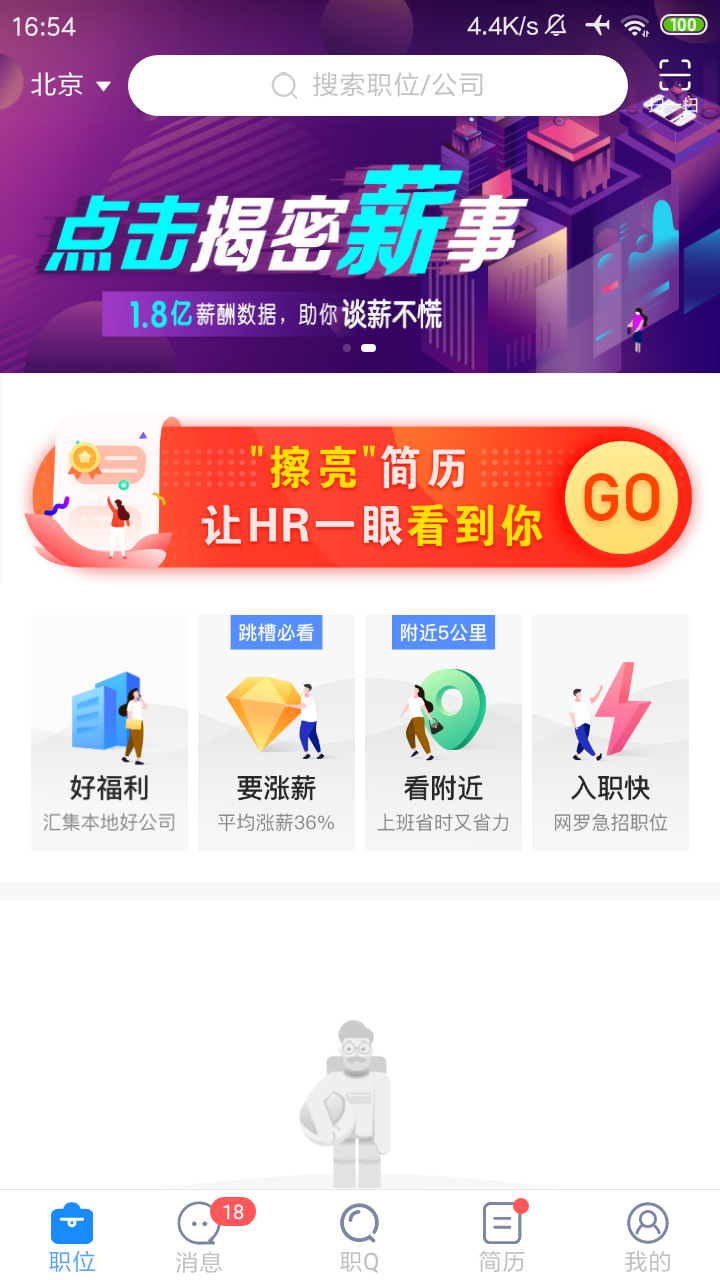 16:54
4.4K/s
100
北京
搜索职位/公司
扫一扫
点击揭密薪事
1.8亿薪酬数据，助你谈薪不慌
"擦亮"简历
让HR一眼看到你
GO
跳槽必看
附近5公里
好福利
要涨薪
看附近
入职快
汇集本地好公司
平均涨薪36%
上班省时又省力
网罗急招职位
18
职位
消息
职Q
简历
我的